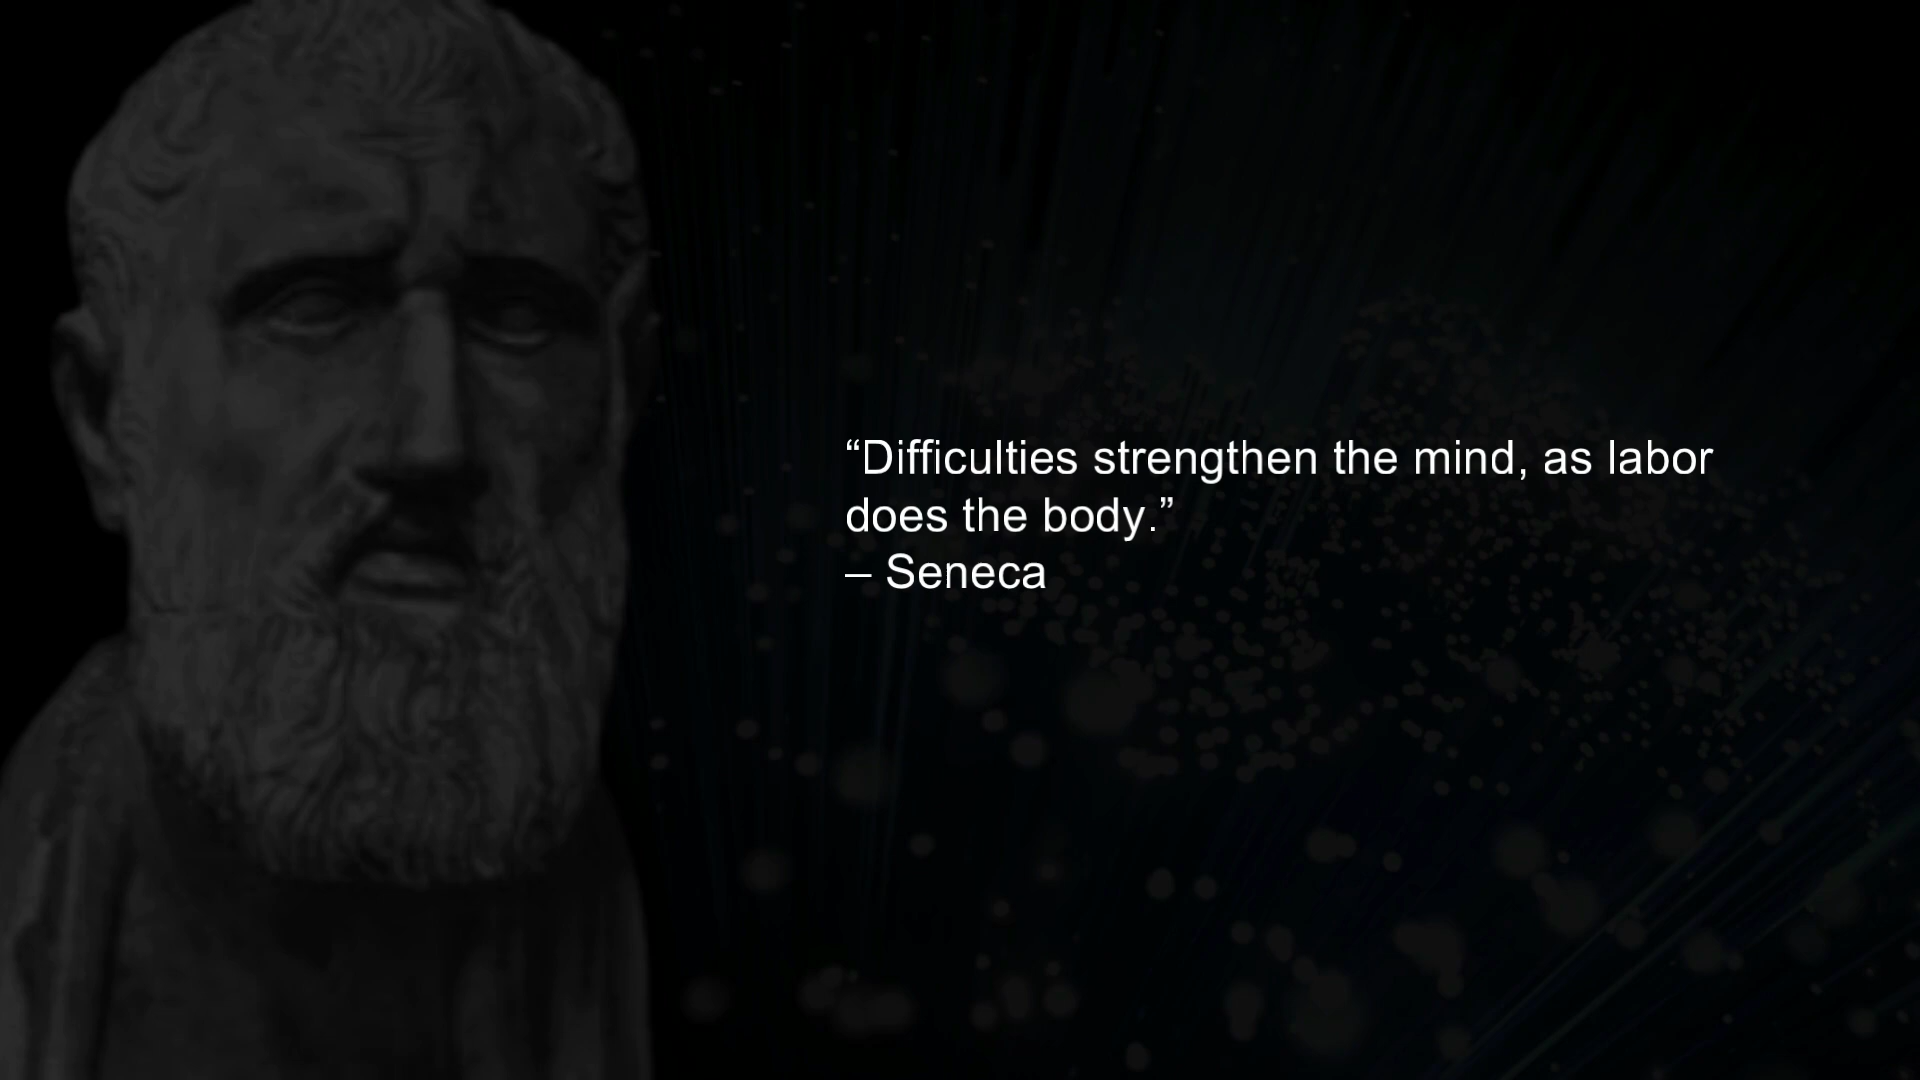 “Difficulties strengthen the mind, as labor
does the body.”
– Seneca